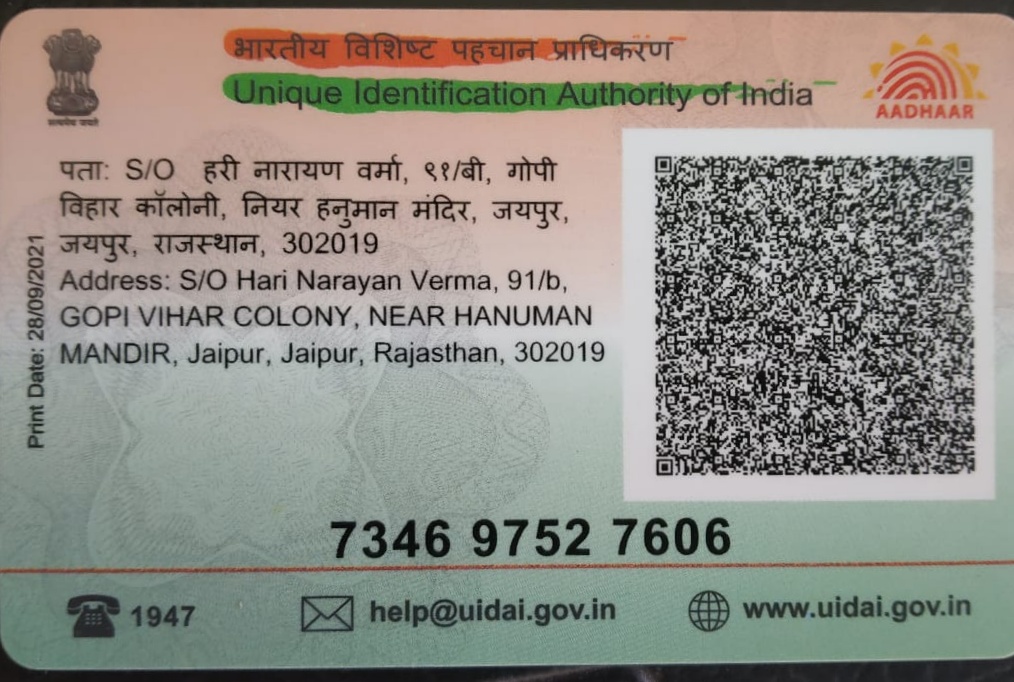 भारतीय विशिष्ट पहचान प्राधिकरण
Unique Identification Authority of India
AADHAAR
सत्यमेव जयते
पता: S/O हरी नारायण वर्मा, ९१/बी, गोपी
विहार कॉलोनी, नियर हनुमान मंदिर, जयपुर,
जयपुर, राजस्थान, 302019
Address: S/O Hari Narayan Verma, 91/b,
GOPI VIHAR COLONY, NEAR HANUMAN
MANDIR, Jaipur, Jaipur, Rajasthan, 302019
Print Date: 28/09/2021
7346 9752 7606
1947
help@uidai.gov.in
www.uidai.gov.in